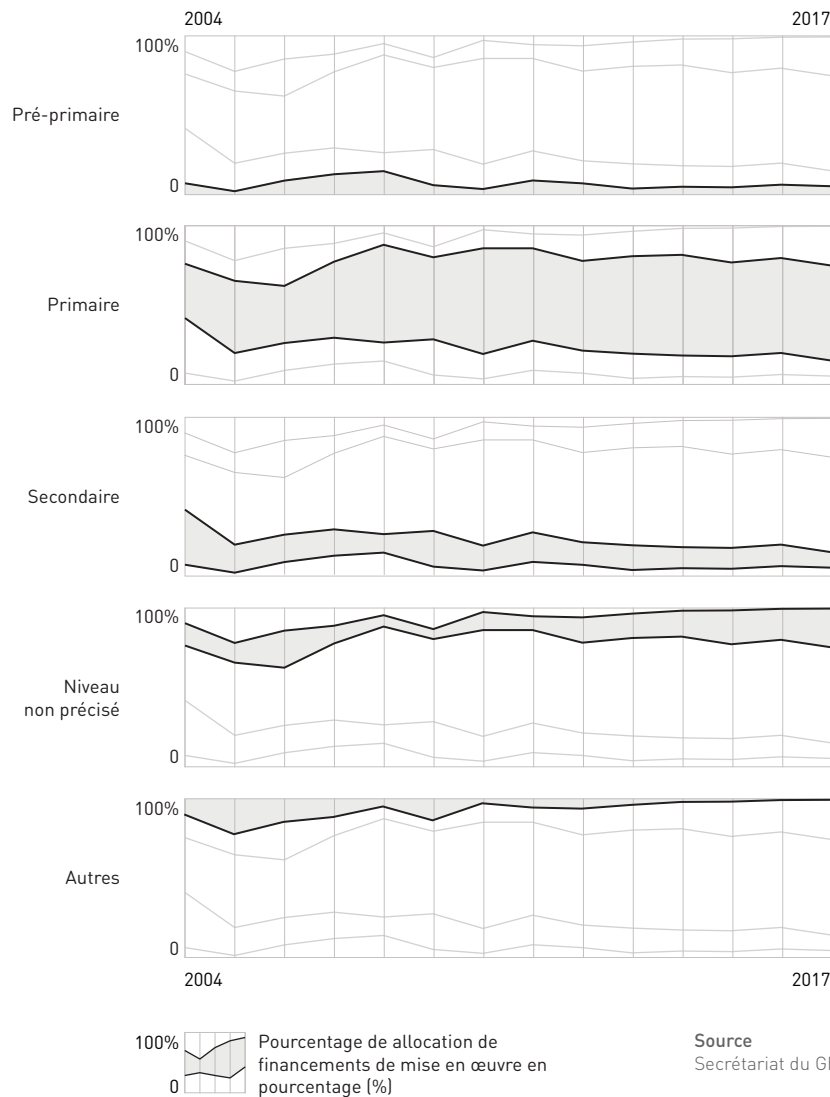 2004 2017
100%
Pré-primaire
0
100%
Primaire
0
100%
Secondaire
0
100%
Niveau
non précisé
0
100%
Autres
0
2004 2017
100%
0
Pourcentage de allocation de
financements de mise en œuvre en
pourcentage (%)
Source
Secrétariat du